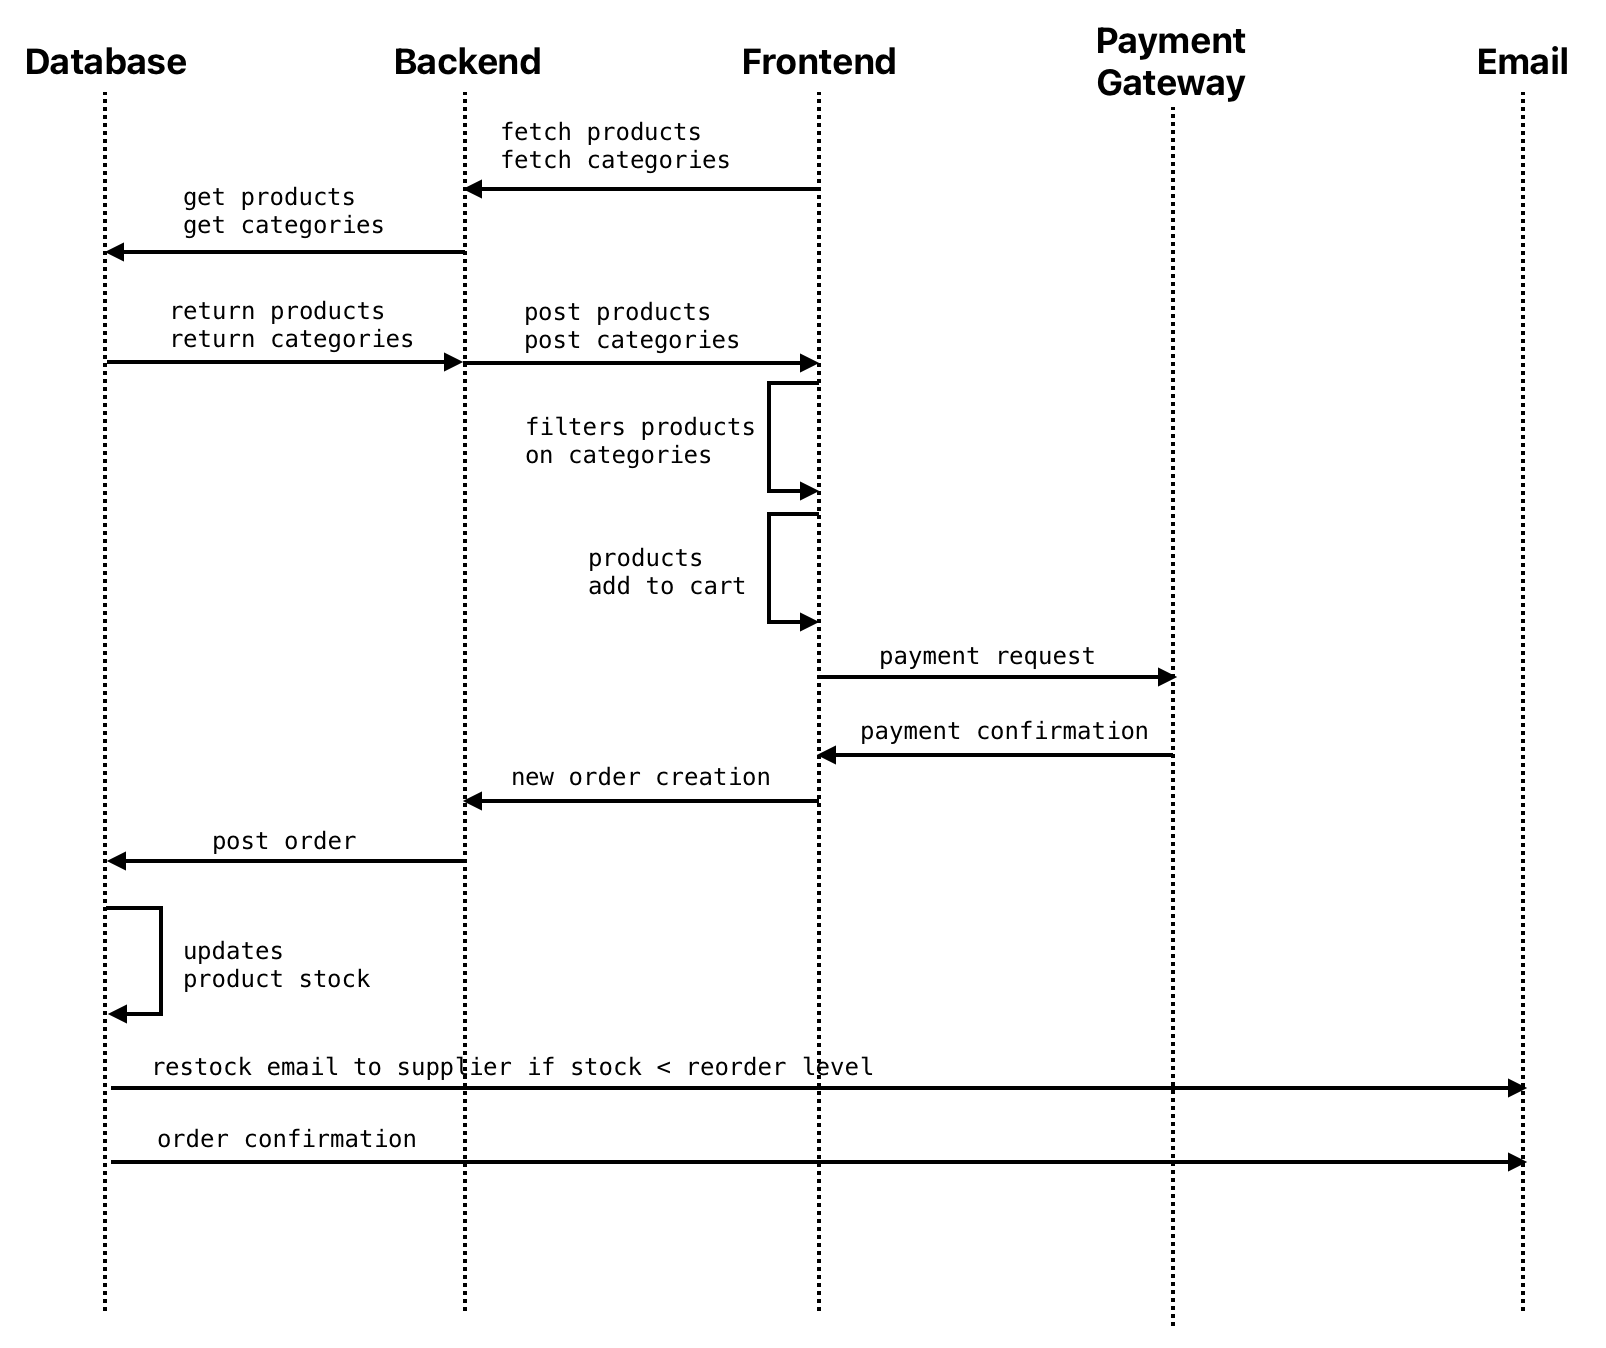 Database
Backend
Frontend
Payment
Gateway
Email
fetch products
fetch categories
get products
get categories
return products
return categories
post products
post categories
filters products
on categories
products
add to cart
payment request
payment confirmation
new order creation
post order
updates
product stock
restock email to supplier if stock < reorder level
order confirmation